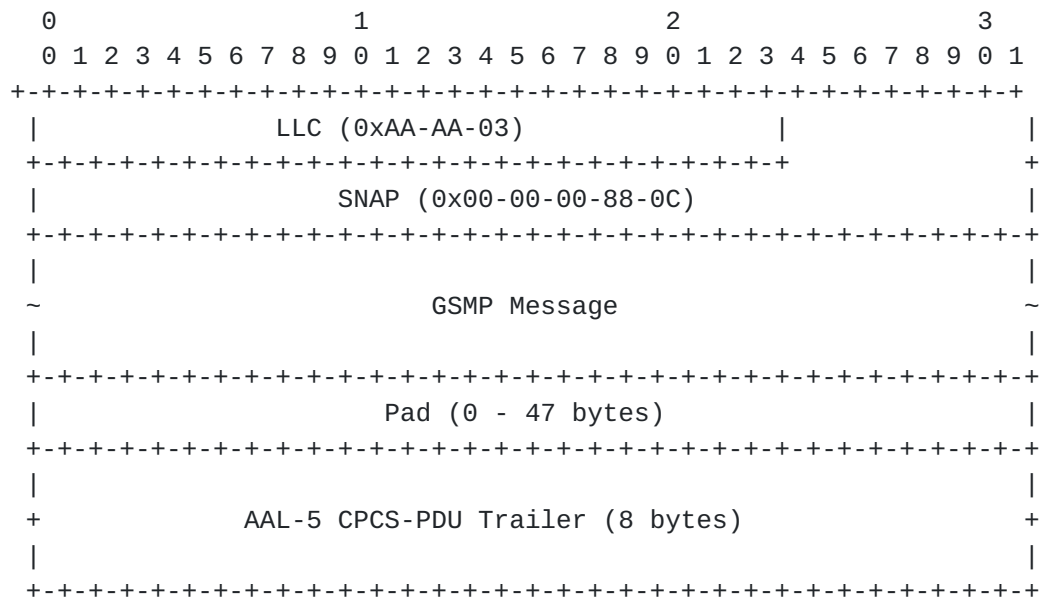 0                   1                   2                   3
 0 1 2 3 4 5 6 7 8 9 0 1 2 3 4 5 6 7 8 9 0 1 2 3 4 5 6 7 8 9 0 1
+-+-+-+-+-+-+-+-+-+-+-+-+-+-+-+-+-+-+-+-+-+-+-+-+-+-+-+-+-+-+-+-+
|               LLC (0xAA-AA-03)                |               |
+-+-+-+-+-+-+-+-+-+-+-+-+-+-+-+-+-+-+-+-+-+-+-+-+               +
|                   SNAP (0x00-00-00-88-0C)                     |
+-+-+-+-+-+-+-+-+-+-+-+-+-+-+-+-+-+-+-+-+-+-+-+-+-+-+-+-+-+-+-+-+
|                                                               |
~                         GSMP Message                          ~
|                                                               |
+-+-+-+-+-+-+-+-+-+-+-+-+-+-+-+-+-+-+-+-+-+-+-+-+-+-+-+-+-+-+-+-+
|                      Pad (0 - 47 bytes)                       |
+-+-+-+-+-+-+-+-+-+-+-+-+-+-+-+-+-+-+-+-+-+-+-+-+-+-+-+-+-+-+-+-+
|                                                               |
+             AAL-5 CPCS-PDU Trailer (8 bytes)                  +
|                                                               |
+-+-+-+-+-+-+-+-+-+-+-+-+-+-+-+-+-+-+-+-+-+-+-+-+-+-+-+-+-+-+-+-+